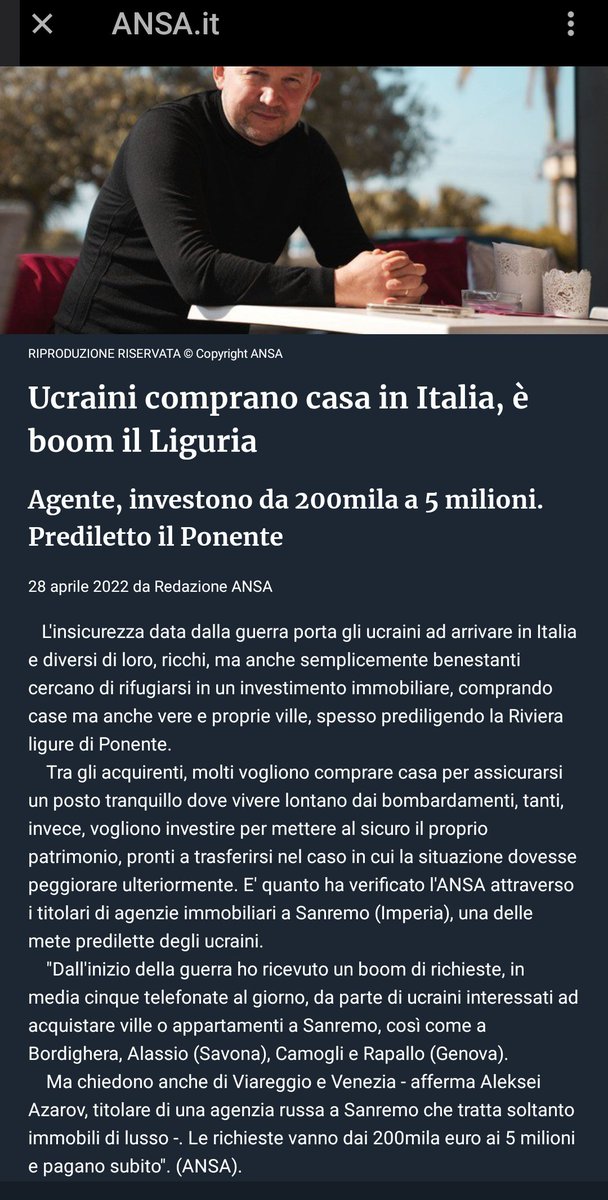 ANSA.it
RIPRODUZIONE RISERVATA © Copyright ANSA
Ucraini comprano casa in Italia, è
boom il Liguria
Agente, investono da 200mila a 5 milioni.
Prediletto il Ponente
28 aprile 2022 da Redazione ANSA
L'insicurezza data dalla guerra porta gli ucraini ad arrivare in Italia
e diversi di loro, ricchi, ma anche semplicemente benestanti
cercano di rifugiarsi in un investimento immobiliare, comprando
case ma anche vere e proprie ville, spesso prediligendo la Riviera
ligure di Ponente.
Tra gli acquirenti, molti vogliono comprare casa per assicurarsi
un posto tranquillo dove vivere lontano dai bombardamenti, tanti,
invece, vogliono investire per mettere al sicuro il proprio
patrimonio, pronti a trasferirsi nel caso in cui la situazione dovesse
peggiorare ulteriormente. E' quanto ha verificato l'ANSA attraverso
i titolari di agenzie immobiliari a Sanremo (Imperia), una delle
mete predilette degli ucraini.
"Dall'inizio della guerra ho ricevuto un boom di richieste, in
media cinque telefonate al giorno, da parte di ucraini interessati ad
acquistare ville o appartamenti a Sanremo, così come a
Bordighera, Alassio (Savona), Camogli e Rapallo (Genova).
Ma chiedono anche di Viareggio e Venezia - afferma Aleksei
Azarov, titolare di una agenzia russa a Sanremo che tratta soltanto
immobili di lusso -. Le richieste vanno dai 200mila euro ai 5 milioni
e pagano subito". (ANSA).